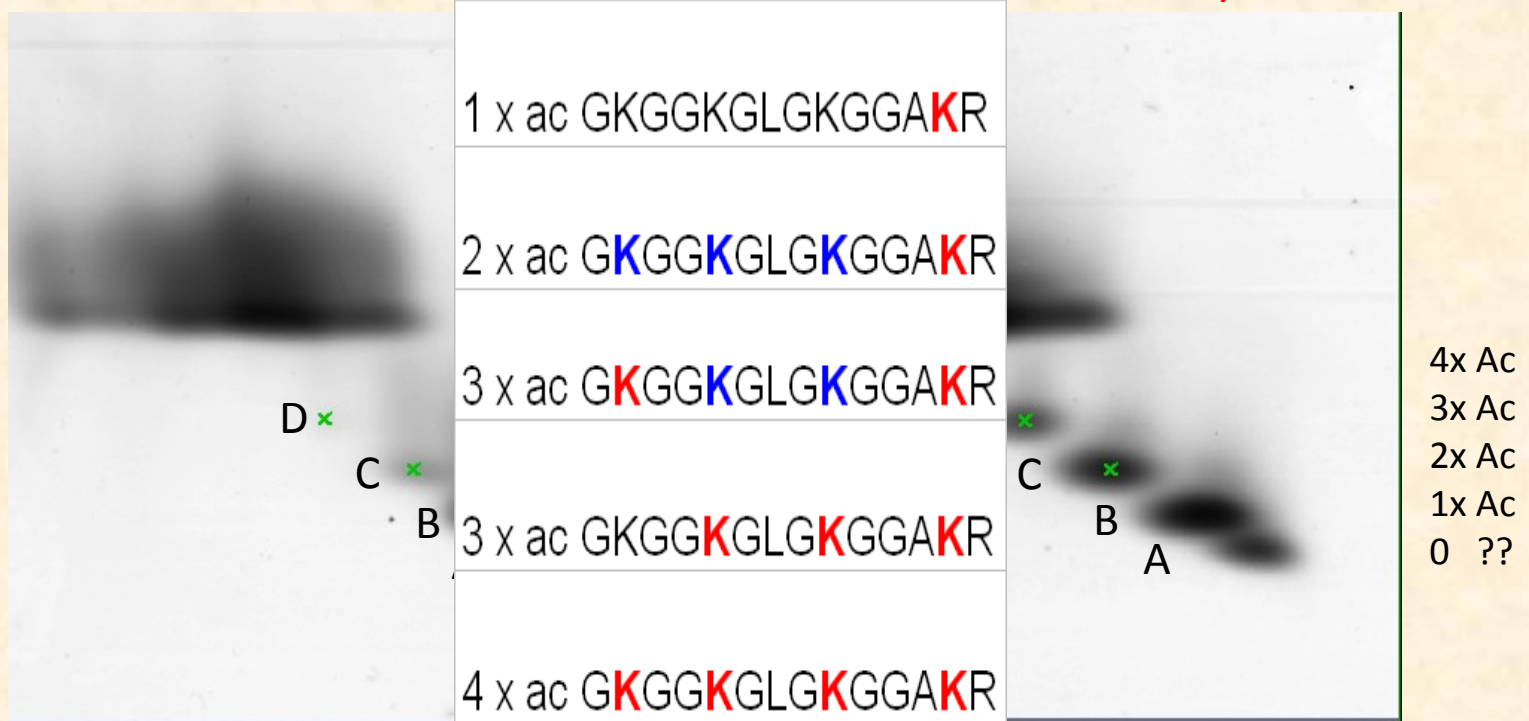 1 x ac GKGGKGLGKGGAKR
2 x ac GKGGKGLGKGGAKR
3 x ac GKGGKGLGKGGAKR
3 x ac GKGGKGLGKGGAKR
4 x ac GKGGKGLGKGGAKR
D
C
B
C
B
A
4x Ac
3x Ac
2x Ac
1x Ac
0 ??